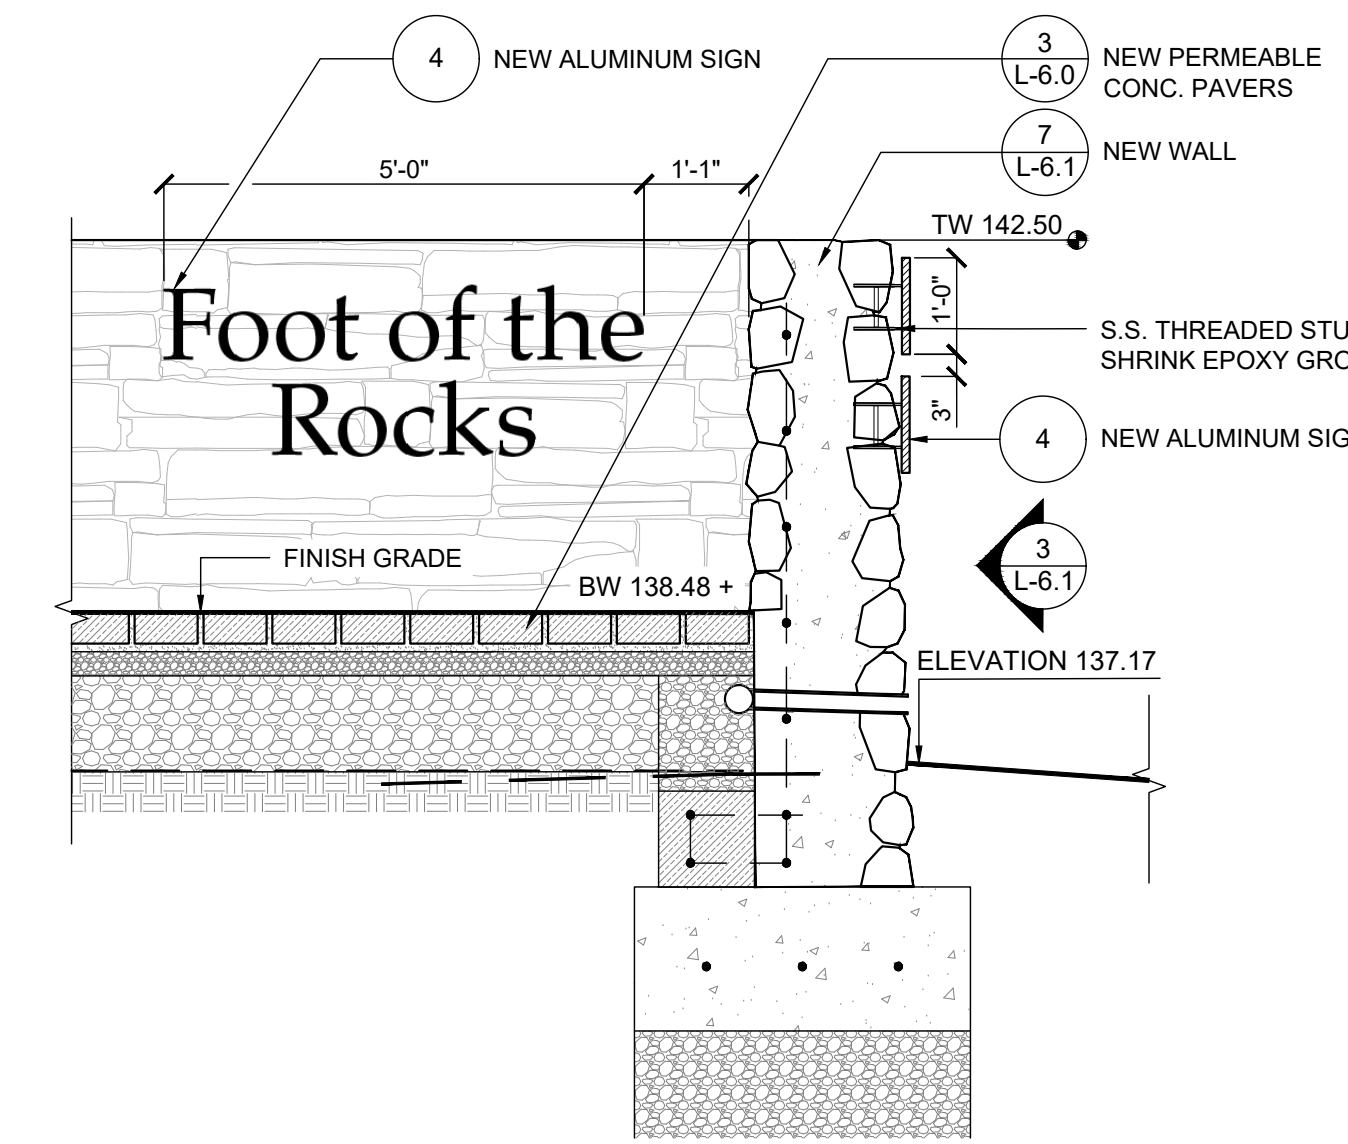 4
NEW ALUMINUM SIGN
3
L-6.0
NEW PERMEABLE
CONC. PAVERS
7
L-6.1
NEW WALL
5'-0"
1'-1"
TW 142.50
Foot of the
Rocks
1'-0"
S.S. THREADED STU
SHRINK EPOXY GRO
3"
4
NEW ALUMINUM SIG
FINISH GRADE
BW 138.48 +
3
L-6.1
ELEVATION 137.17